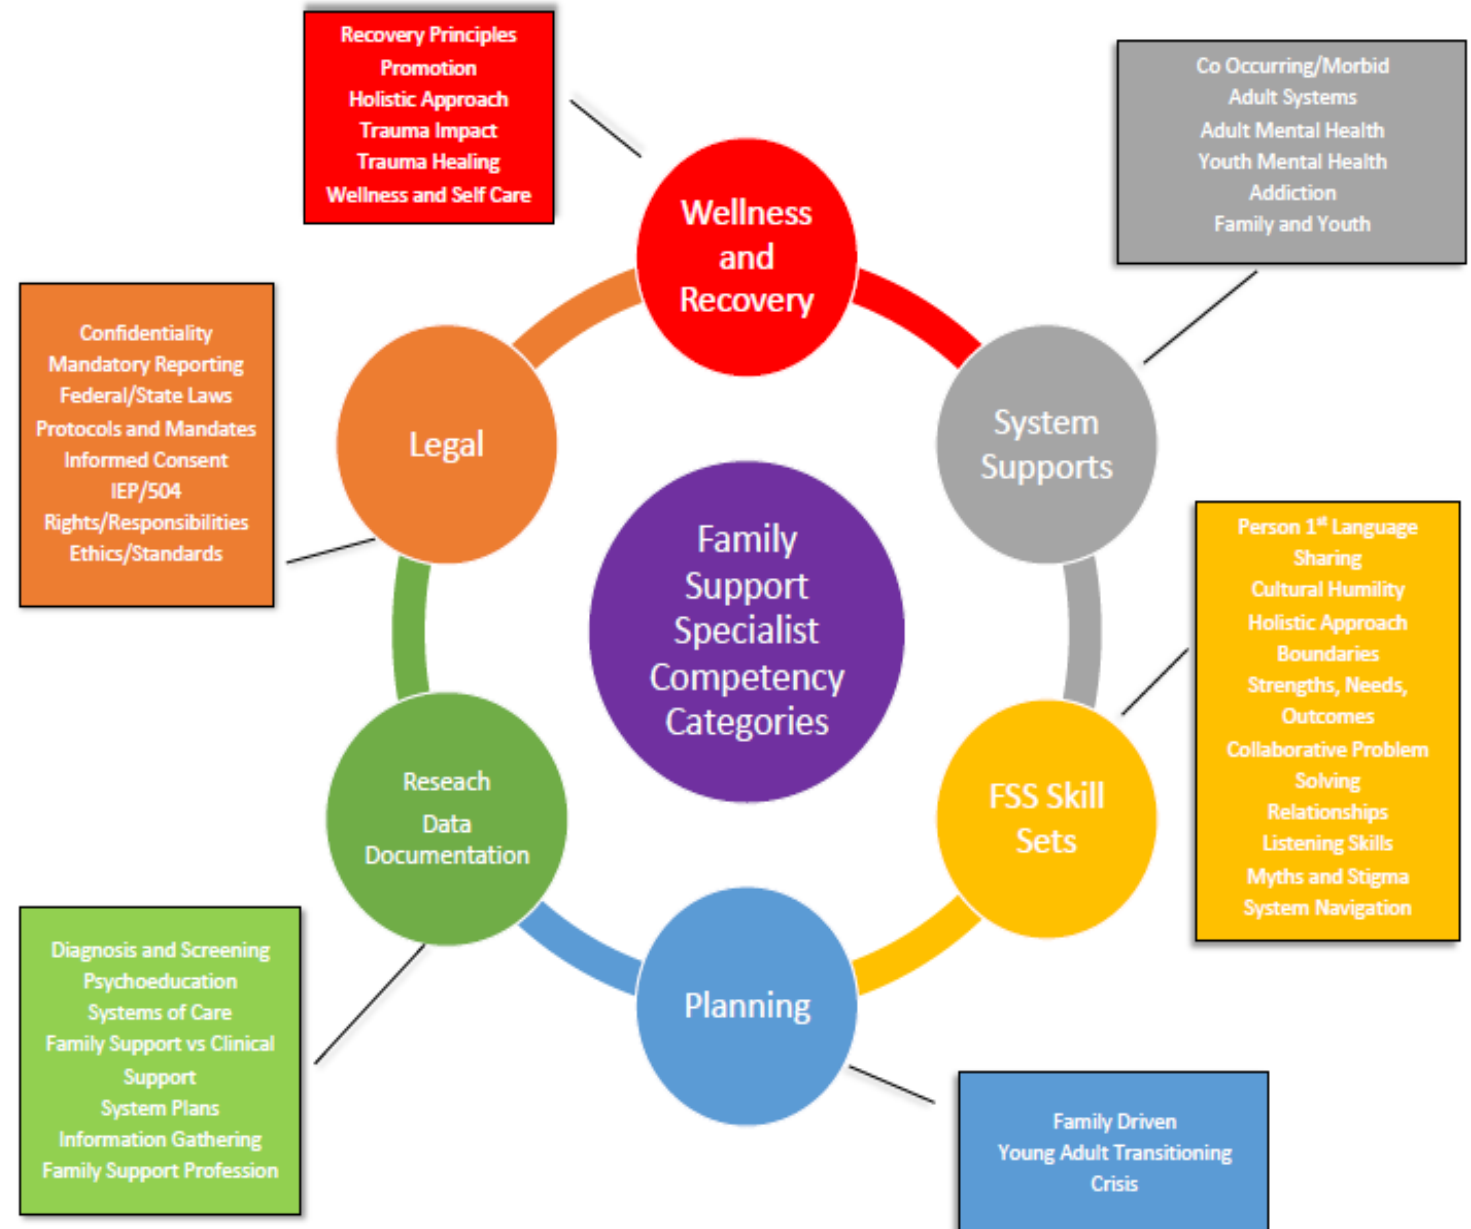 Recovery Principles
Promotion
Holistic Approach
Trauma Impact
Trauma Healing
Wellness and Self Care
Co Occurring/Morbid
Adult Systems
Adult Mental Health
Youth Mental Health
Addiction
Family and Youth
Wellness
and
Recovery
Confidentiality
Mandatory Reporting
Federal/State Laws
Protocols and Mandates
Informed Consent
IEP/504
Rights/Responsibilities
Ethics/Standards
Legal
System
Supports
Family
Support
Specialist
Competency
Categories
Person 1st Language
Sharing
Cultural Humility
Holistic Approach
Boundaries
Strengths, Needs,
Outcomes
Collaborative Problem
Solving
Relationships
Listening Skills
Myths and Stigma
System Navigation
Reseach
Data
Documentation
FSS Skill
Sets
Planning
Diagnosis and Screening
Psychoeducation
Systems of Care
Family Support vs Clinical
Support
System Plans
Information Gathering
Family Support Profession
Family Driven
Young Adult Transitioning
Crisis